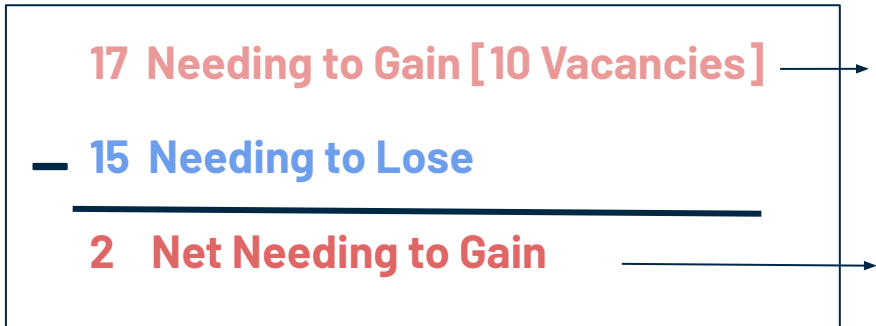 17 Needing to Gain [10 Vacancies]
– 15 Needing to Lose
2 Net Needing to Gain